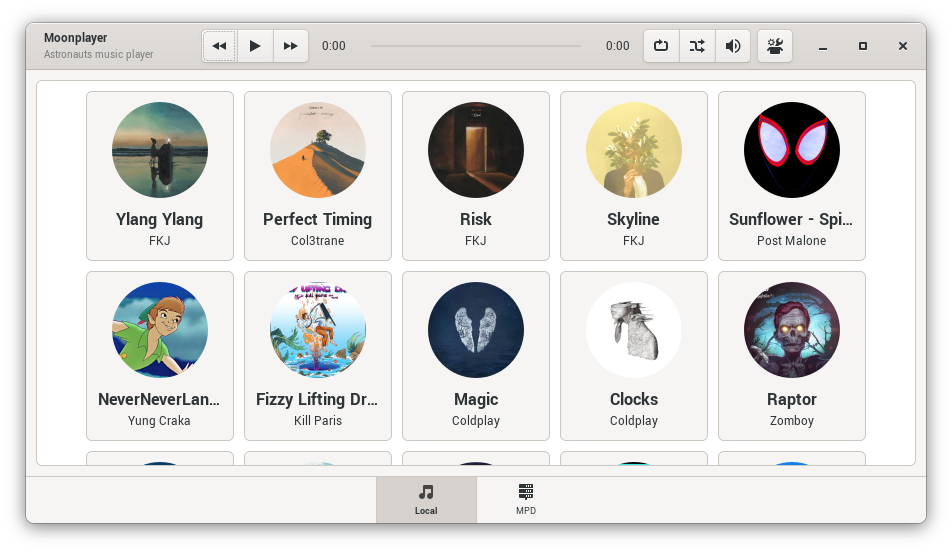 Moonplayer
Astronauts music player
0:00
0:00
Ylang Ylang
FKJ
Perfect Timing
Col3trane
Risk
FKJ
Skyline
FKJ
Sunflower - Spi...
Post Malone
NeverNeverLan...
Yung Craka
Fizzy Lifting Dr...
Kill Paris
Magic
Coldplay
Clocks
Coldplay
Raptor
Zomboy
Local
MPD